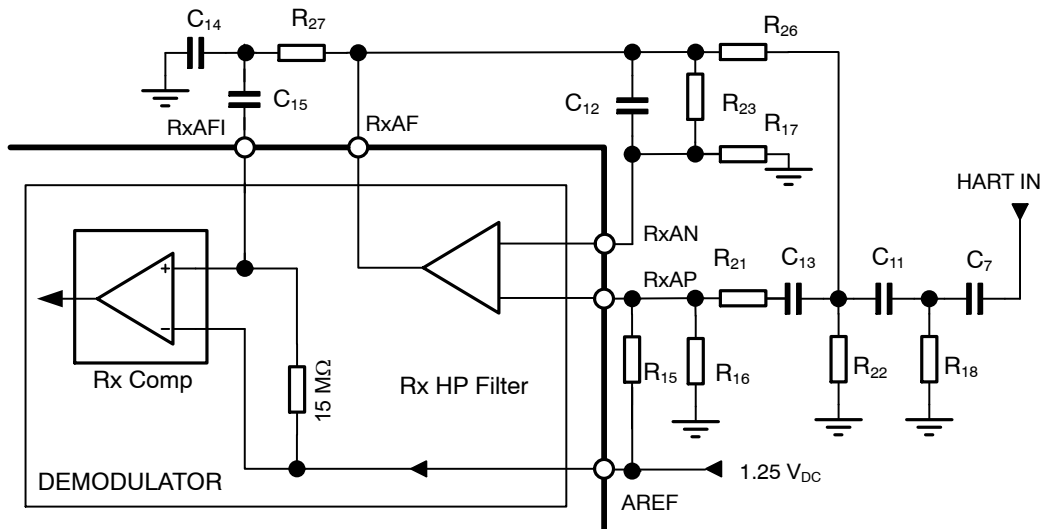 C14
R27
R26
C15
C12
R23
R17
RxAFI
RxAF
HART IN
RxAN
RxAP
R21
C13
C11
C7
+
−
Rx Comp
15 MΩ
Rx HP Filter
R15
R16
R22
R18
DEMODULATOR
1.25 VDC
AREF